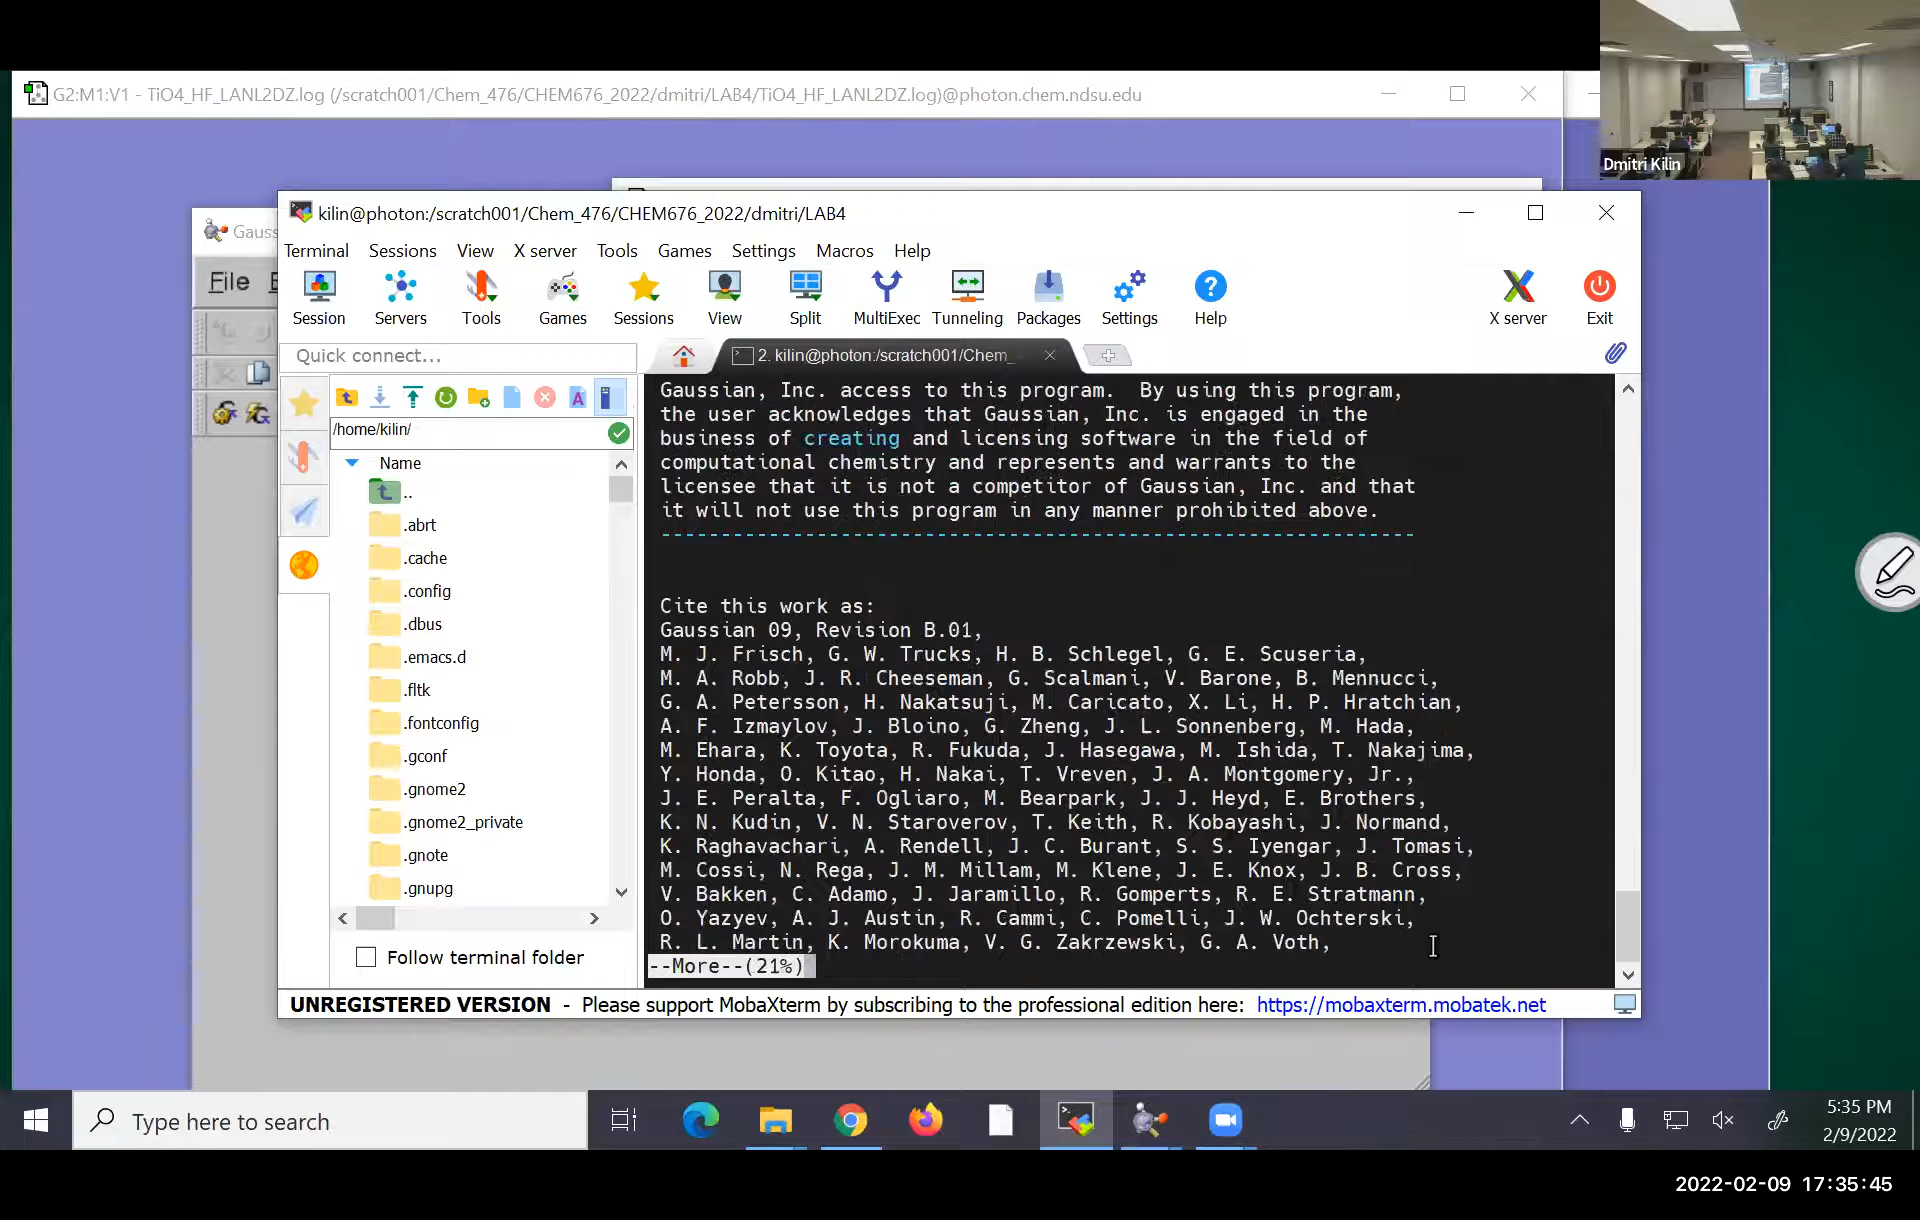 G2:M1:V1 - TiO4_HF_LANL2DZ.log (/scratch001/Chem_476/CHEM676_2022/dmitri/LAB4/TiO4_HF_LANL2DZ.log)@photon.chem.ndsu.edu
Dmitri Kilin
Gauss
File
kilin@photon:/scratch001/Chem_476/CHEM676_2022/dmitri/LAB4
Terminal Sessions View X server Tools Games Settings Macros Help
Session Servers Tools Games Sessions View Split MultiExec Tunneling Packages Settings Help X server Exit
Quick connect...
2. kilin@photon:/scratch001/Chem_
/home/kilin/
Name
..
.abrt
.cache
.config
.dbus
.emacs.d
.fltk
.fontconfig
.gconf
.gnome2
.gnome2_private
.gnote
.gnupg
Follow terminal folder
Gaussian, Inc. access to this program.  By using this program,
the user acknowledges that Gaussian, Inc. is engaged in the
business of creating and licensing software in the field of
computational chemistry and represents and warrants to the
licensee that it is not a competitor of Gaussian, Inc. and that
it will not use this program in any manner prohibited above.
---------------------------------------------------------------
Cite this work as:
Gaussian 09, Revision B.01,
M. J. Frisch, G. W. Trucks, H. B. Schlegel, G. E. Scuseria,
M. A. Robb, J. R. Cheeseman, G. Scalmani, V. Barone, B. Mennucci,
G. A. Petersson, H. Nakatsuji, M. Caricato, X. Li, H. P. Hratchian,
A. F. Izmaylov, J. Bloino, G. Zheng, J. L. Sonnenberg, M. Hada,
M. Ehara, K. Toyota, R. Fukuda, J. Hasegawa, M. Ishida, T. Nakajima,
Y. Honda, O. Kitao, H. Nakai, T. Vreven, J. A. Montgomery, Jr.,
J. E. Peralta, F. Ogliaro, M. Bearpark, J. J. Heyd, E. Brothers,
K. N. Kudin, V. N. Staroverov, T. Keith, R. Kobayashi, J. Normand,
K. Raghavachari, A. Rendell, J. C. Burant, S. S. Iyengar, J. Tomasi,
M. Cossi, N. Rega, J. M. Millam, M. Klene, J. E. Knox, J. B. Cross,
V. Bakken, C. Adamo, J. Jaramillo, R. Gomperts, R. E. Stratmann,
O. Yazyev, A. J. Austin, R. Cammi, C. Pomelli, J. W. Ochterski,
R. L. Martin, K. Morokuma, V. G. Zakrzewski, G. A. Voth,
--More--(21%)
UNREGISTERED VERSION - Please support MobaXterm by subscribing to the professional edition here: https://mobaxterm.mobatek.net
Type here to search
5:35 PM
2/9/2022
2022-02-09 17:35:45